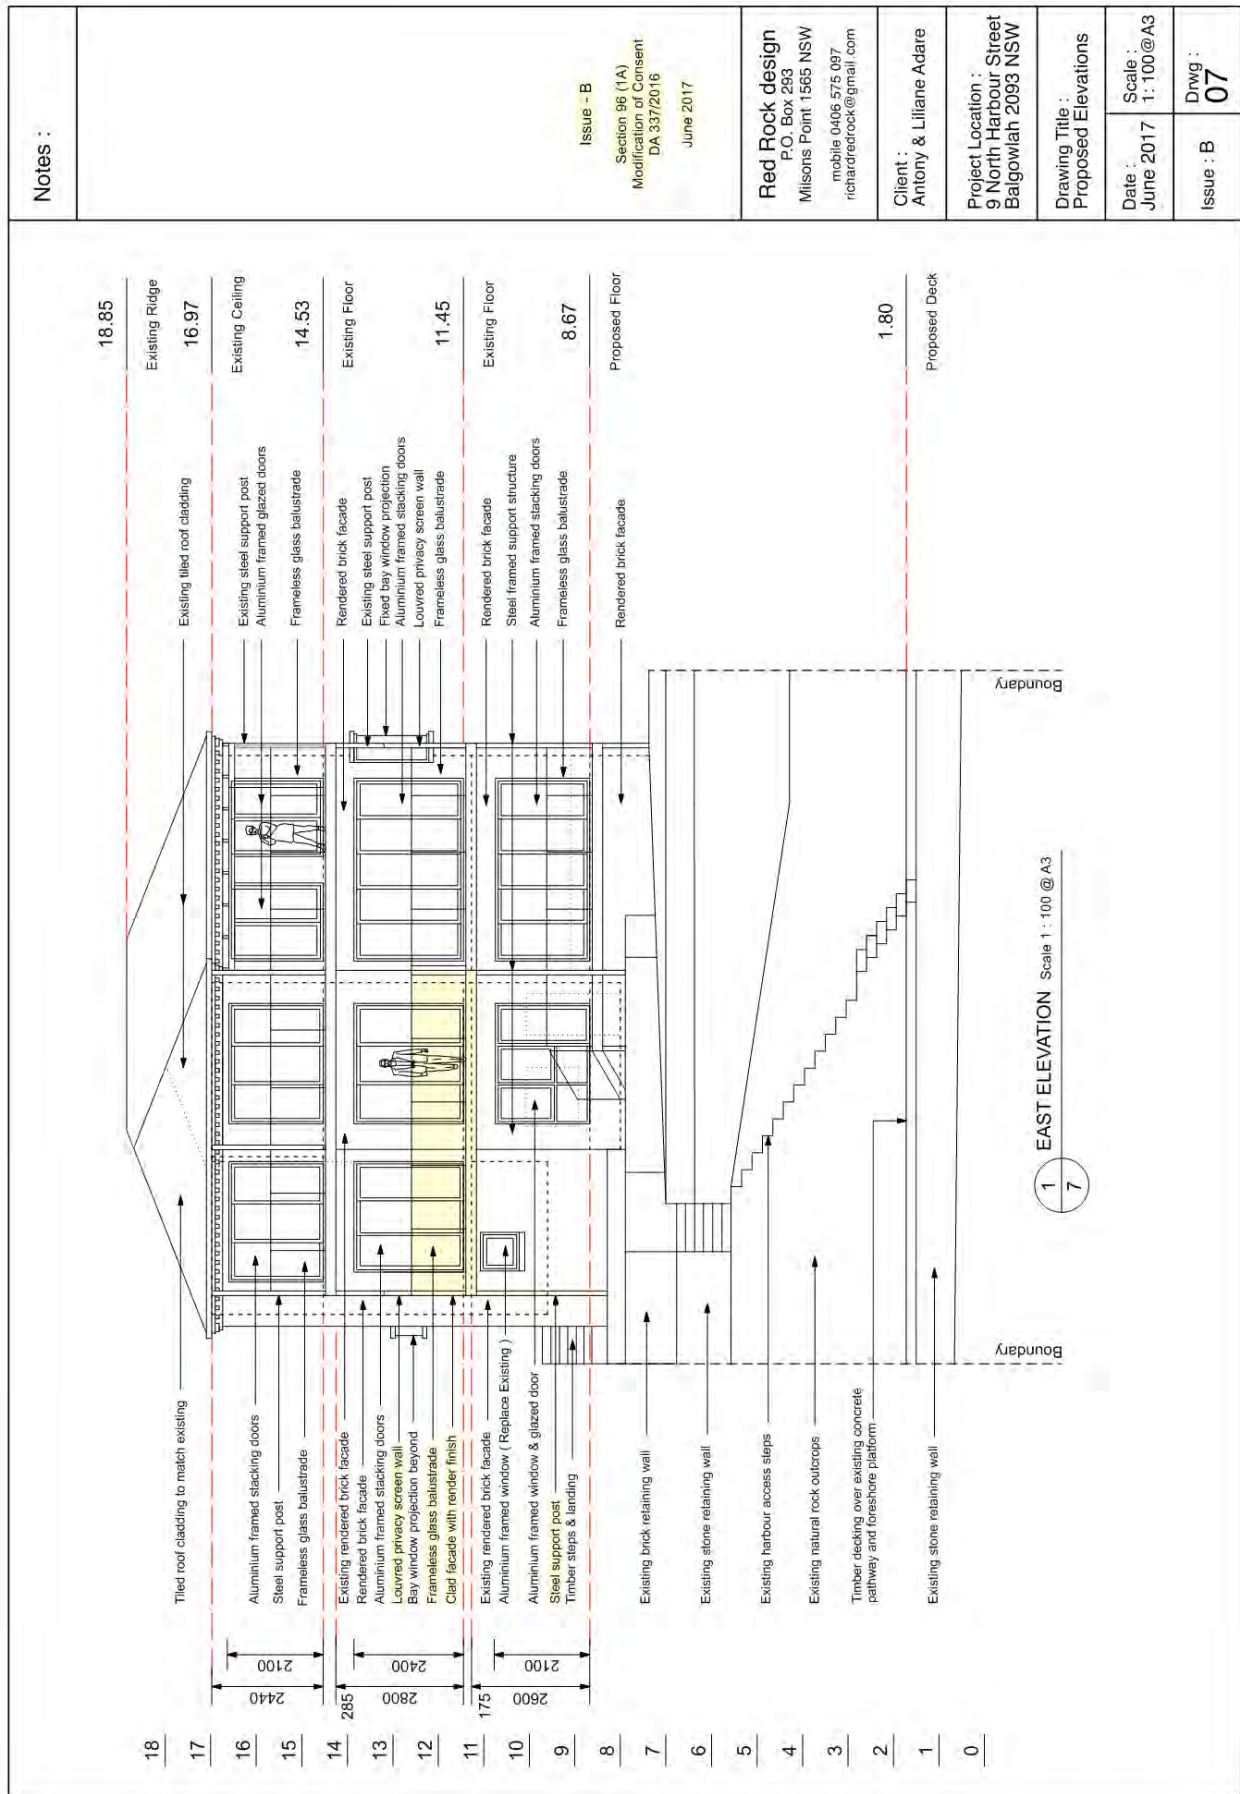 Notes :
Issue - B
Section 96 (1A)
Modification of Consent
DA 337/2016
June 2017
Red Rock design
P.O. Box 293
Milsons Point 1565 NSW
mobile 0406 575 097
richardredrock@gmail.com
Client :
Antony & Liliane Adare
Project Location :
9 North Harbour Street
Balgowlah 2093 NSW
Drawing Title :
Proposed Elevations
Date :
June 2017
Scale :
1: 100@A3
Issue : B
Drwg :
07
18.85
Existing Ridge
16.97
Existing Ceiling
14.53
Existing Floor
11.45
Existing Floor
8.67
Proposed Floor
1.80
Proposed Deck
Existing tiled roof cladding
Existing steel support post
Aluminium framed glazed doors
Frameless glass balustrade
Rendered brick facade
Existing steel support post
Fixed bay window projection
Aluminium framed stacking doors
Louvred privacy screen wall
Frameless glass balustrade
Rendered brick facade
Steel framed support structure
Aluminium framed stacking doors
Frameless glass balustrade
Rendered brick facade
Boundary
Boundary
Tiled roof cladding to match existing
Aluminium framed stacking doors
Steel support post
Frameless glass balustrade
Existing rendered brick facade
Rendered brick facade
Aluminium framed stacking doors
Louvred privacy screen wall
Bay window projection beyond
Frameless glass balustrade
Clad facade with render finish
Existing rendered brick facade
Aluminium framed window ( Replace Existing )
Aluminium framed window & glazed door
Steel support post
Timber steps & landing
Existing brick retaining wall
Existing stone retaining wall
Existing harbour access steps
Existing natural rock outcrops
Timber decking over existing concrete
pathway and foreshore platform
Existing stone retaining wall
2100
2440
285
2400
2800
175
2100
2600
18
17
16
15
14
13
12
11
10
9
8
7
6
5
4
3
2
1
0
1
7
EAST ELEVATION Scale 1 : 100 @ A3